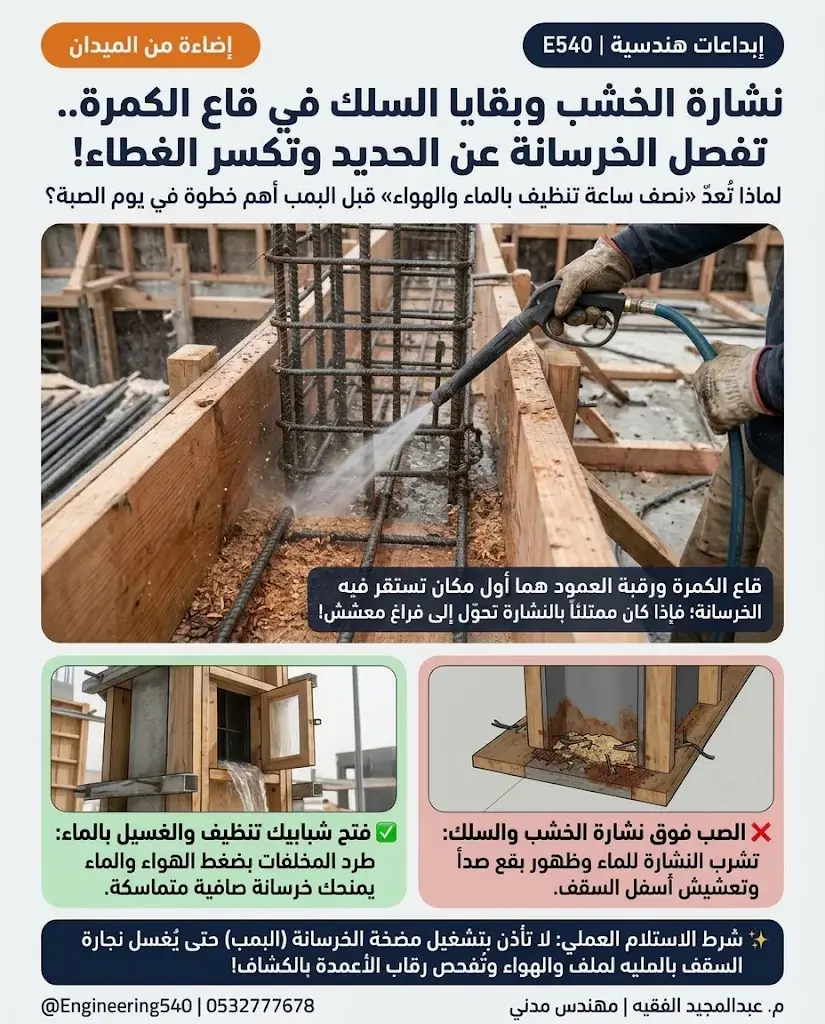 إبداعات هندسية | E540
إضاءة من الميدان
نشارة الخشب وبقايا السلك في قاع الكمرة..
تفصل الخرسانة عن الحديد وتكسر الغطاء!
لماذا تُعدّ «نصف ساعة تنظيف بالماء والهواء» قبل البمب أهم خطوة في يوم الصبة؟
قاع الكمرة ورقبة العمود هما أول مكان تستقر فيه
الخرسانة؛ فإذا كان ممتلئاً بالنشارة تحوّل إلى فراغ معشش!
❌ الصب فوق نشارة الخشب والسلك:
تشرب النشارة للماء وظهور بقع صدأ
وتعشيش أسفل السقف.
✅ فتح شبابيك تنظيف والغسيل بالماء:
طرد المخلفات بضغط الهواء والماء
يمنحك خرسانة صافية متماسكة.
✨ شرط الاستلام العملي: لا تأذن بتشغيل مضخة الخرسانة (البمب) حتى يُغسل نجارة
السقف بالمليه لملف والهواء وتُفحص رقاب الأعمدة بالكشاف!
م. عبدالمجيد الفقيه | مهندس مدني
@Engineering540 | 0532777678